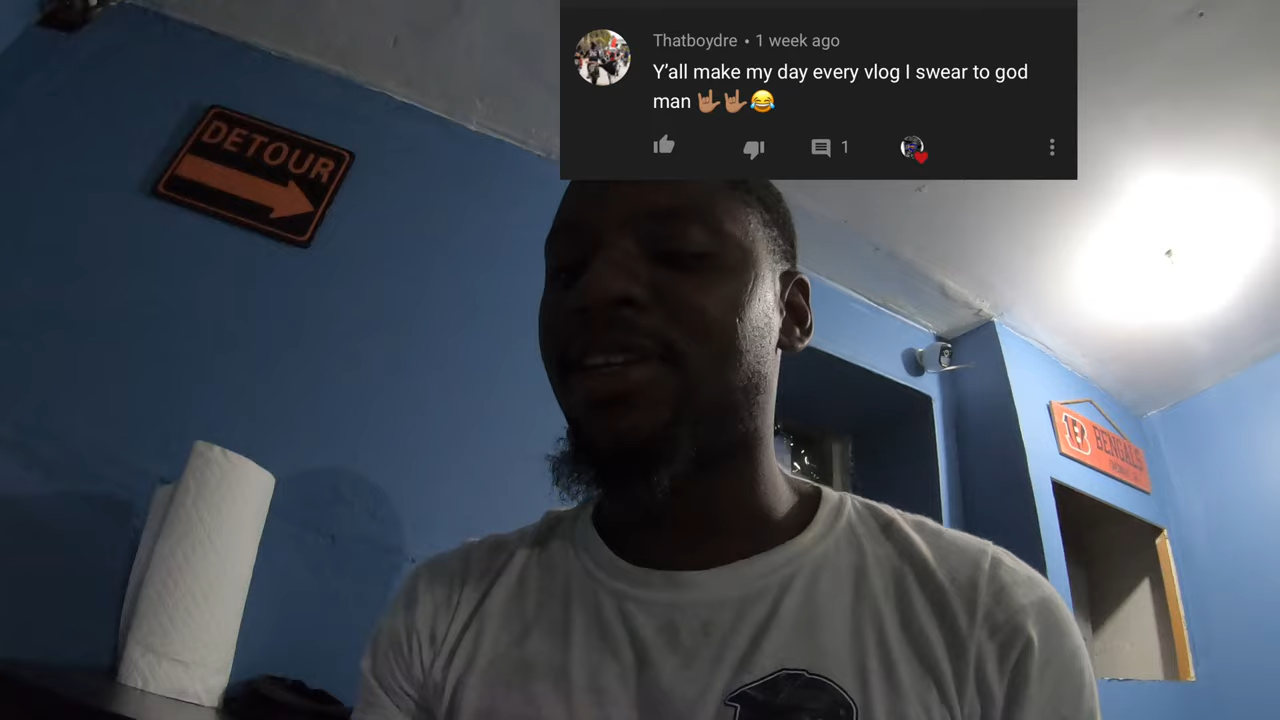 Thatboydre • 1 week ago
Y’all make my day every vlog I swear to god
man 🤟🏽🤟🏽😂
1
DETOUR
BENGALS